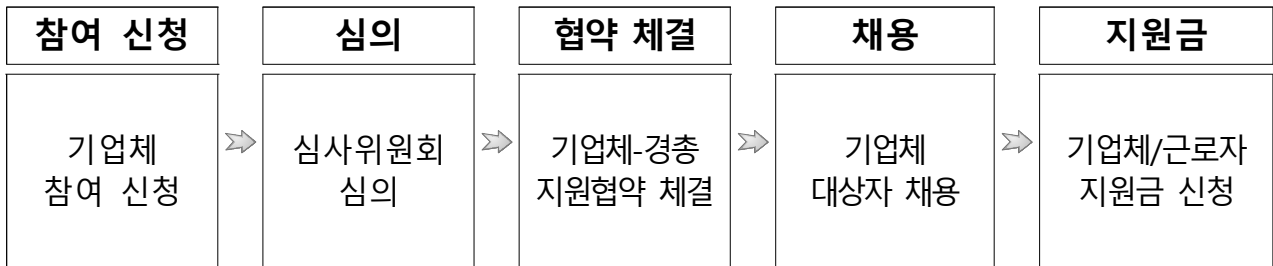 참여 신청
심의
협약 체결
채용
지원금
기업체
참여 신청
심사위원회
심의
기업체-경총
지원협약 체결
기업체
대상자 채용
기업체/근로자
지원금 신청